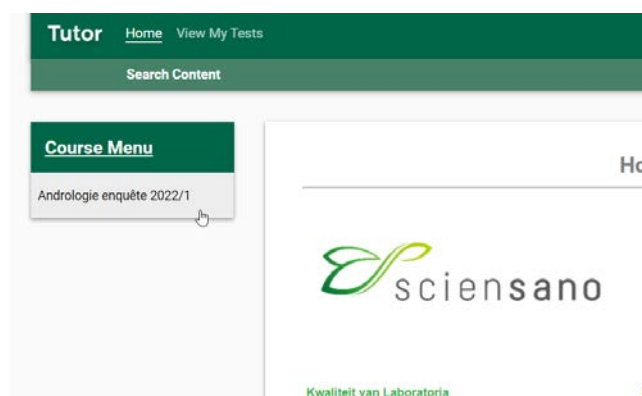 Tutor Home View My Tests
Search Content
Course Menu
Andrologie enquête 2022/1
sciensano
Kwaliteit van Laboratoria